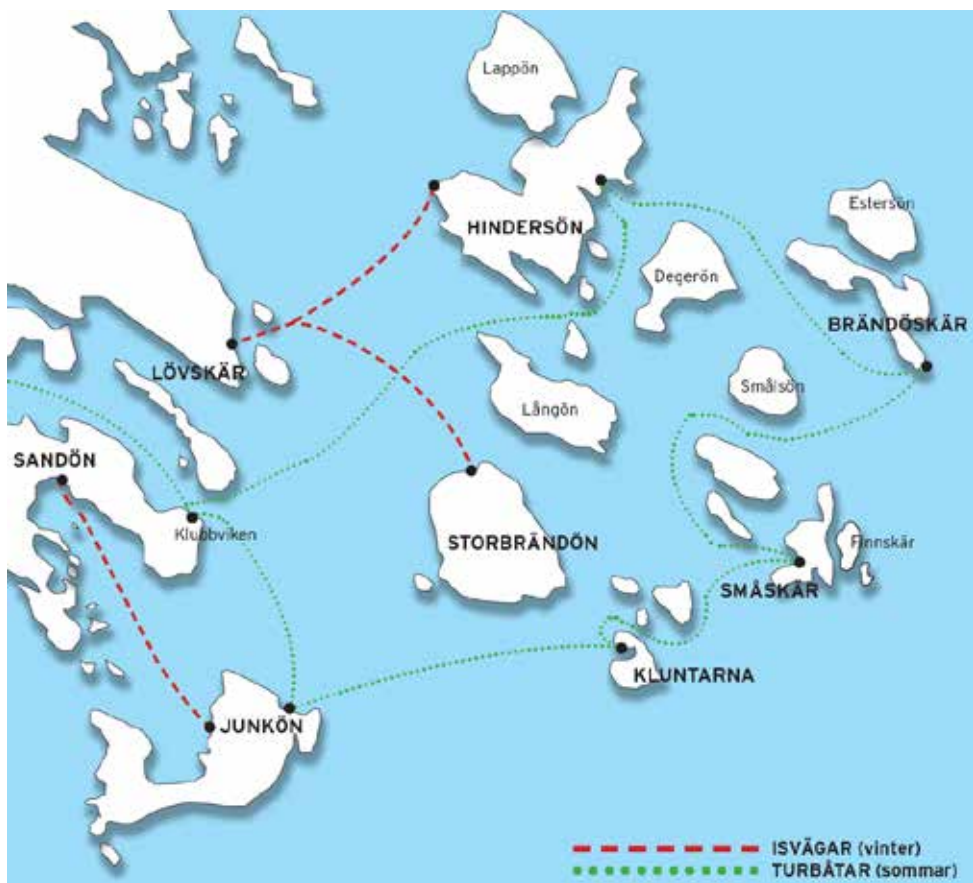 Lappön
Estersön
HINDERSÖN
Degerön
BRÄNDÖSKÄR
LÖVSKÄR
Smålsön
Långön
SANDÖN
Klubbviken
STORBRÄNDÖN
Finnskär
SMÅSKÄR
KLUNTARNA
JUNKÖN
ISVÄGAR (vinter)
TURBÅTAR (sommar)